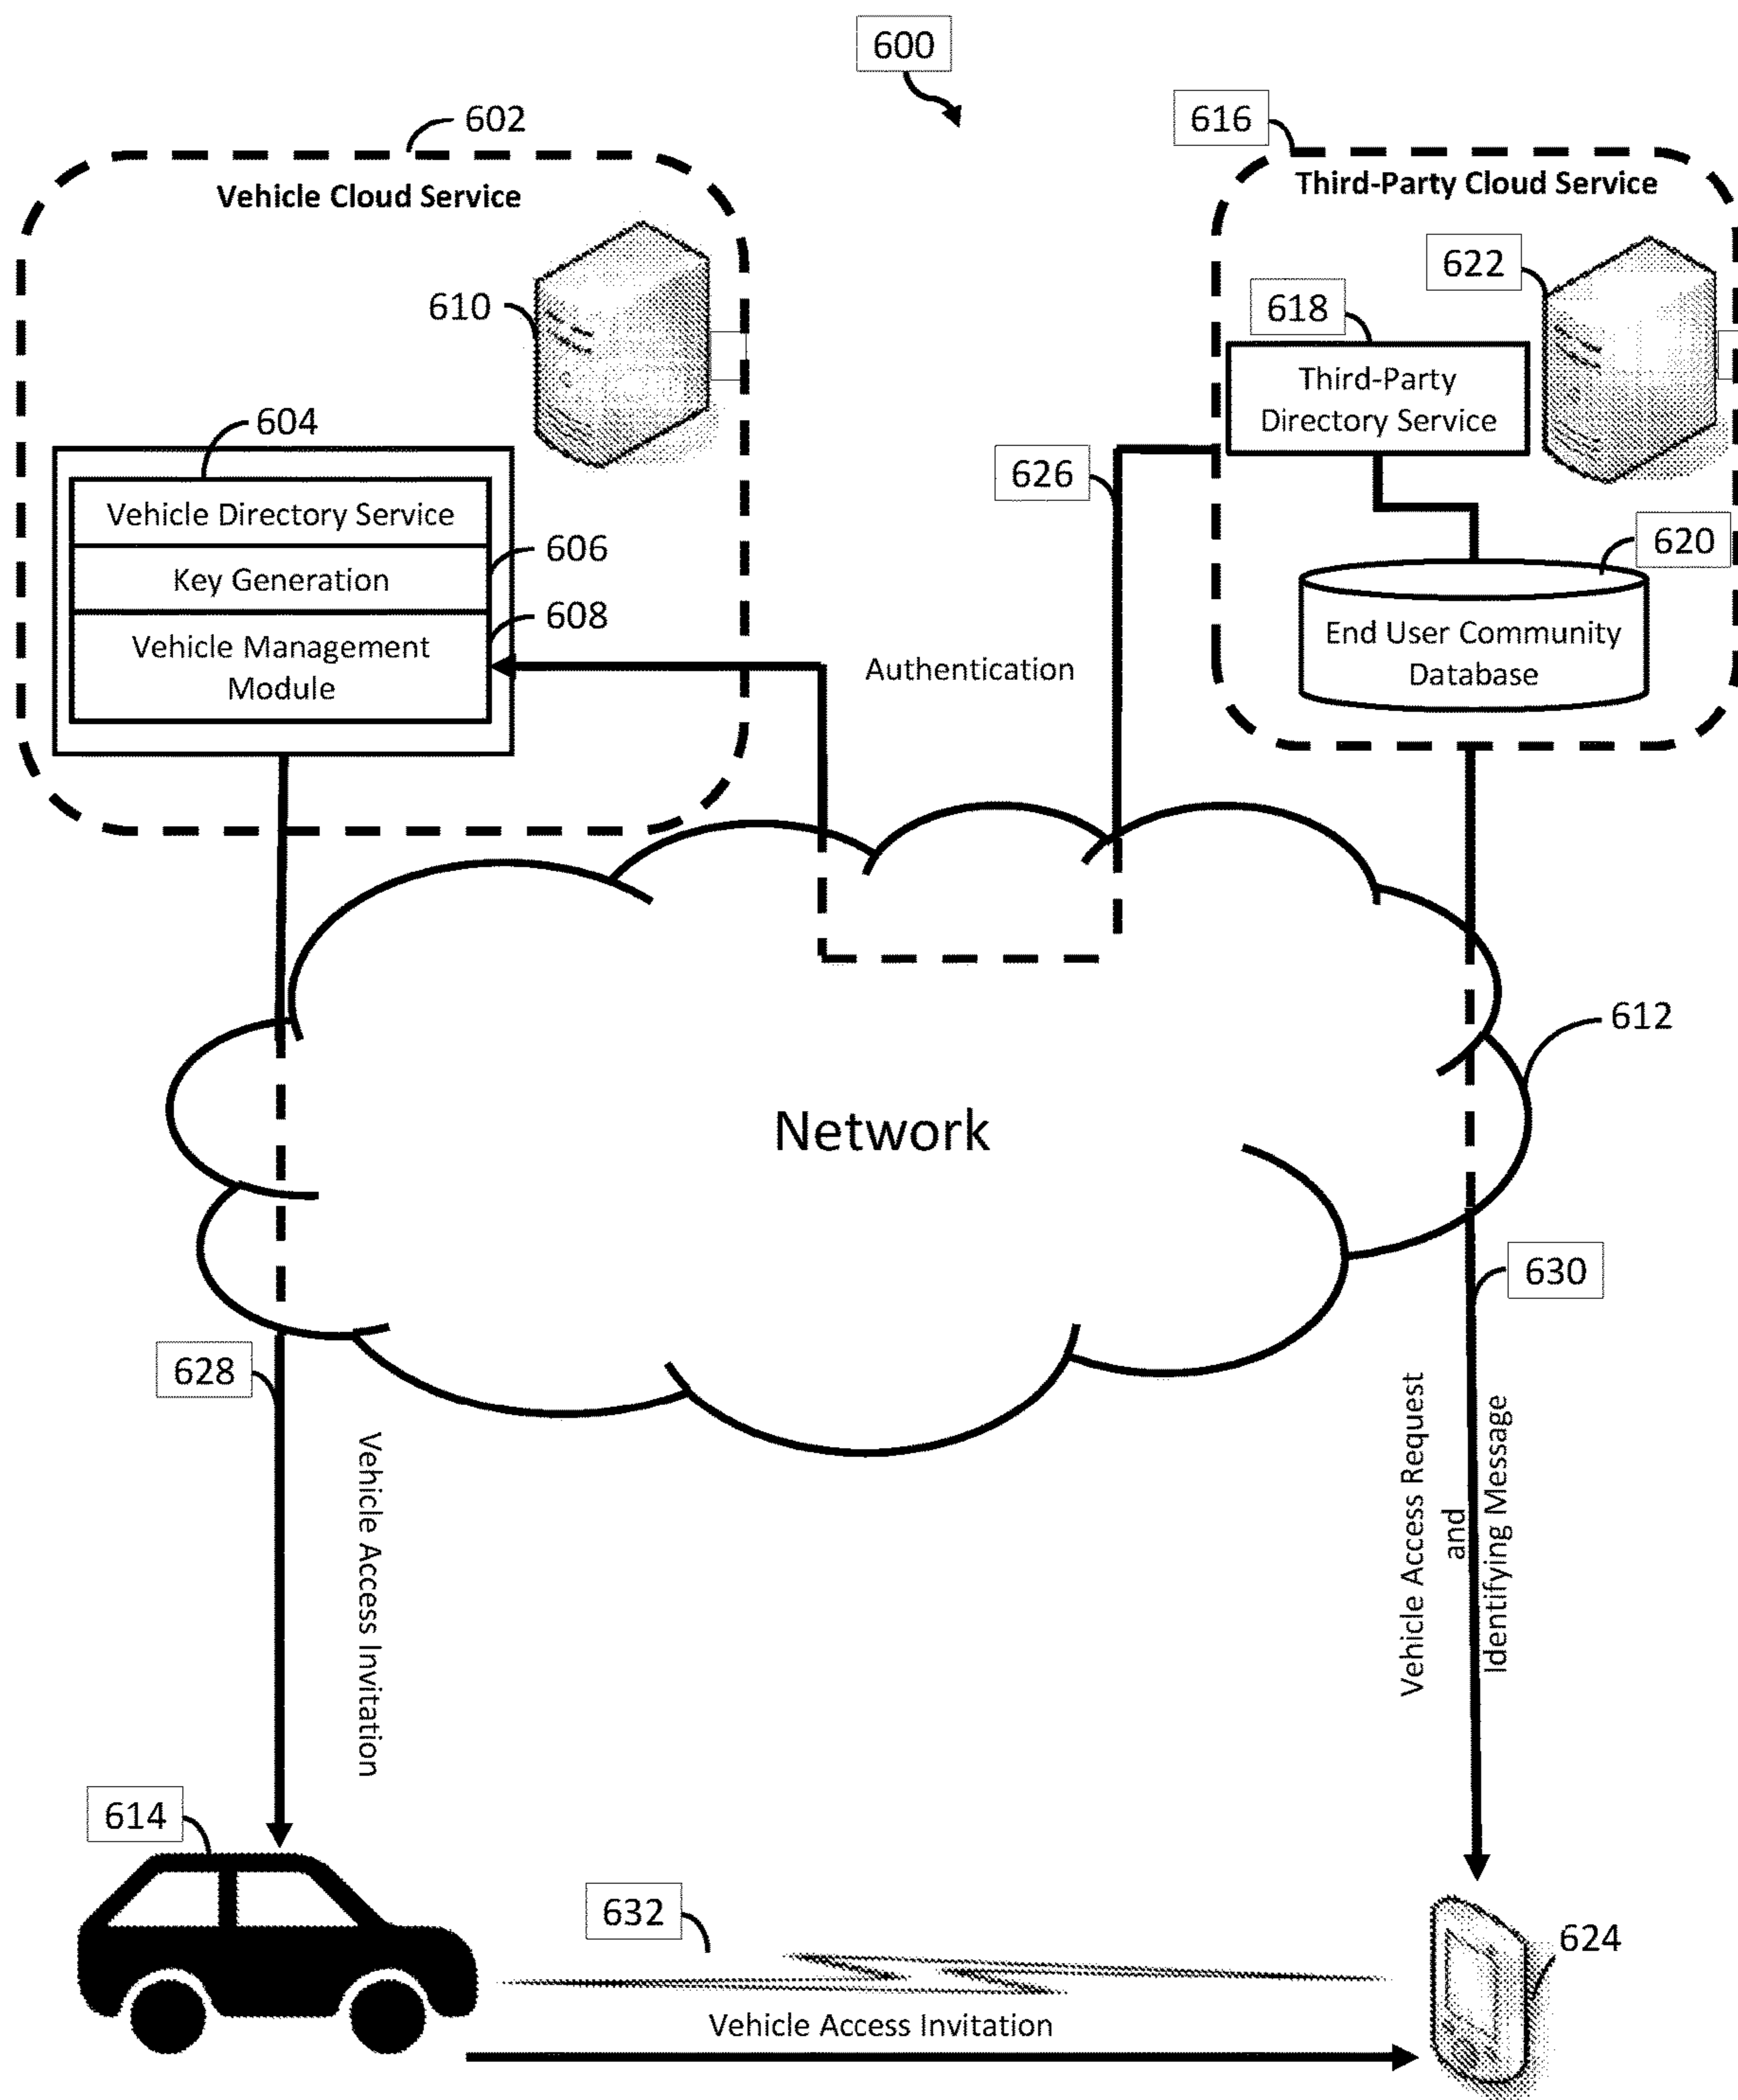 600
602
616
Vehicle Cloud Service
Third-Party Cloud Service
610
622
618
Third-Party
Directory Service
604
626
Vehicle Directory Service
606
Key Generation
608
Vehicle Management
Module
620
End User Community
Database
Authentication
612
Network
630
628
Vehicle Access Invitation
Vehicle Access Request
and
Identifying Message
614
632
624
Vehicle Access Invitation